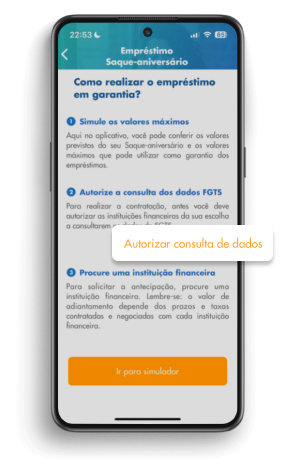 22:53
59
Empréstimo
Saque-aniversário
Como realizar o empréstimo
em garantia?
1 Simule os valores máximos
Aqui no aplicativo, você pode conferir os valores
previstos do seu Saque-aniversário e os valores
máximos que pode utilizar como garantia dos
empréstimos.
2 Autorize a consulta dos dados FGTS
Para realizar a contratação, antes você deve
autorizar as instituições financeiras da sua escolha
a consultarem
Autorizar consulta de dados
3 Procure uma instituição financeira
Para solicitar a antecipação, procure uma
instituição financeira. Lembre-se: o valor de
adiantamento depende dos prazos e taxas
contratadas e negociadas com cada instituição
financeira.
Ir para simulador